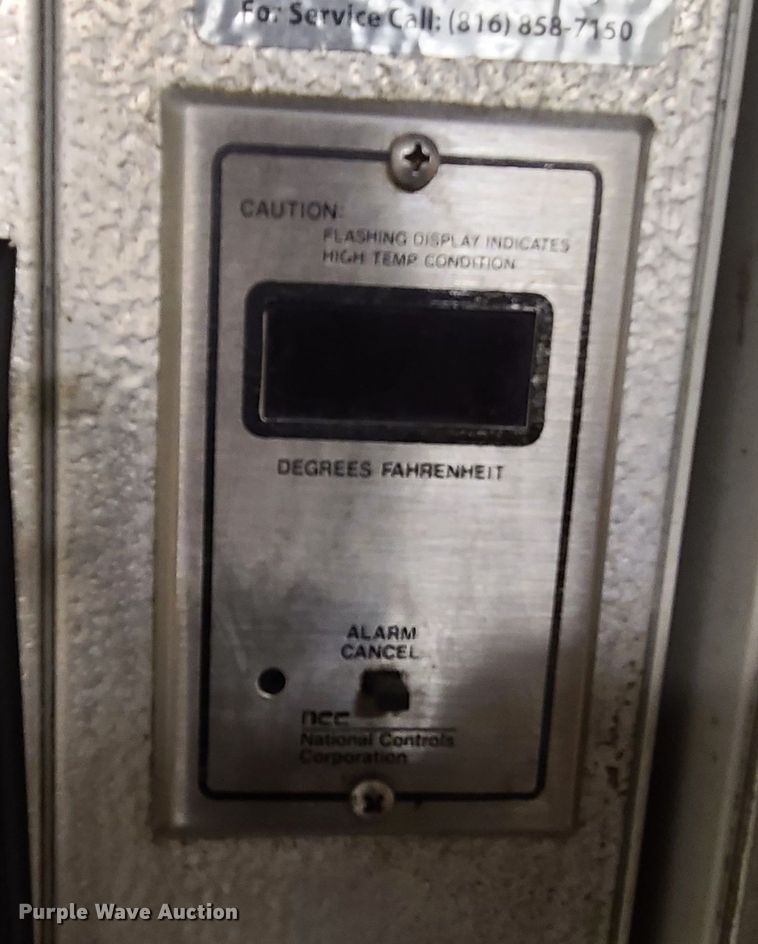 For Service Call: (816) 858-7150
CAUTION:
FLASHING DISPLAY INDICATES
HIGH TEMP CONDITION
DEGREES FAHRENHEIT
ALARM
CANCEL
ncc
National Controls
Corporation
Purple Wave Auction